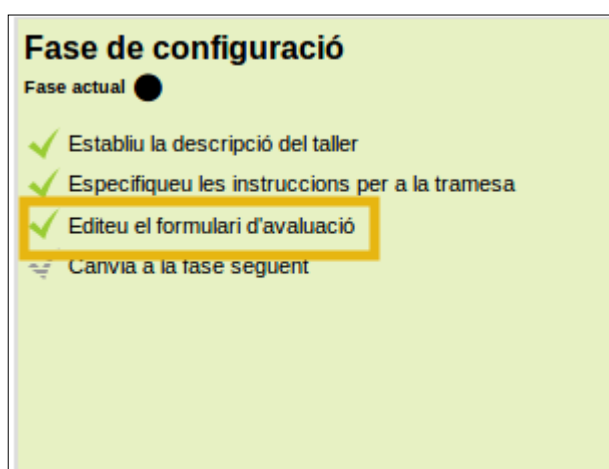 Fase de configuració
Fase actual
Establiu la descripció del taller
Especifiqueu les instruccions per a la tramesa
Editeu el formulari d'avaluació
Canvia a la fase següent